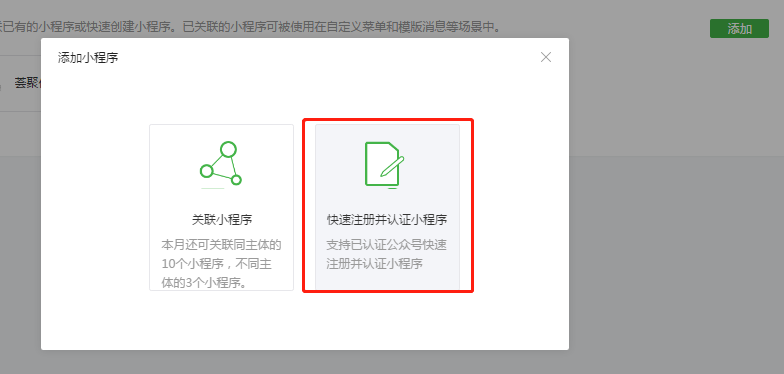 已有的小程序或快速创建小程序。已关联的小程序可被使用在自定义菜单和模版消息等场景中。
添加
添加小程序
荟聚
关联小程序
本月还可关联同主体的
10个小程序，不同主
体的3个小程序。
快速注册并认证小程序
支持已认证公众号快速
注册并认证小程序